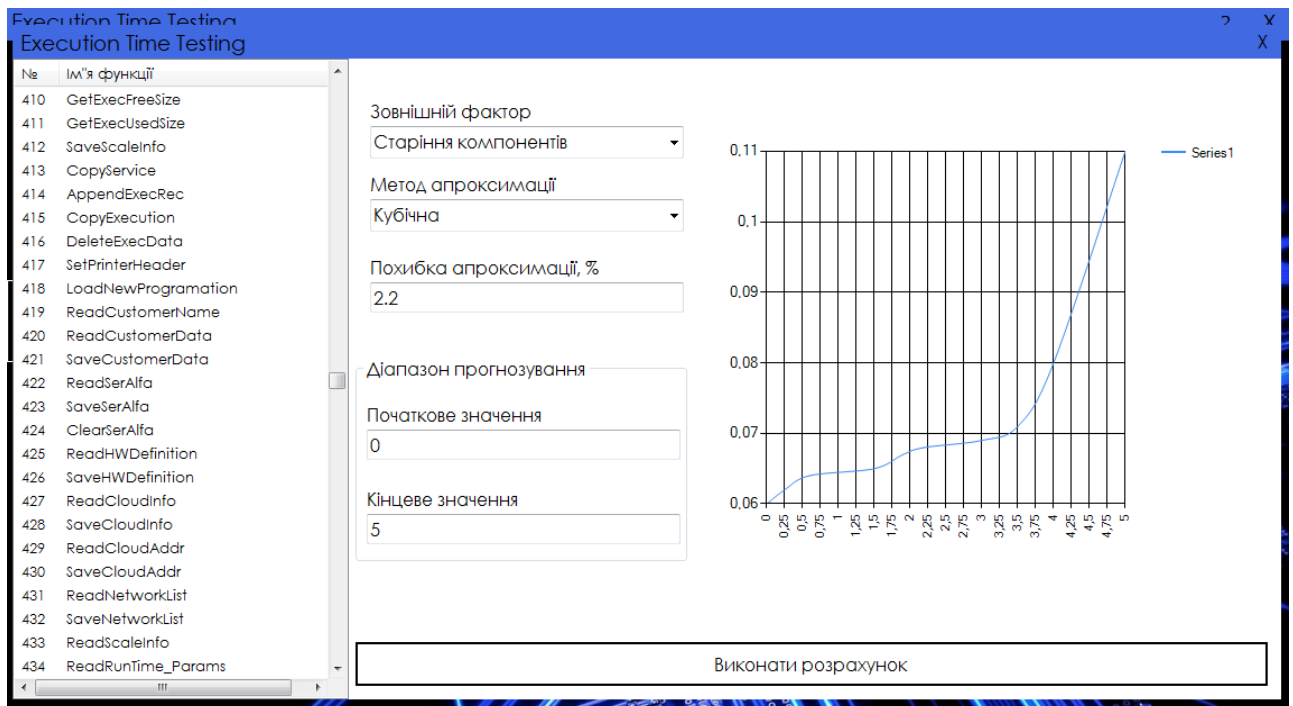 Execution Time Testing
? X
Execution Time Testing
X
№ Ім"я функції
410 GetExecFreeSize
411 GetExecUsedSize
412 SaveScaleInfo
413 CopyService
414 AppendExecRec
415 CopyExecution
416 DeleteExecData
417 SetPrinterHeader
418 LoadNewProgramation
419 ReadCustomerName
420 ReadCustomerData
421 SaveCustomerData
422 ReadSerAlfa
423 SaveSerAlfa
424 ClearSerAlfa
425 ReadHWDefinition
426 SaveHWDefinition
427 ReadCloudInfo
428 SaveCloudInfo
429 ReadCloudAddr
430 SaveCloudAddr
431 ReadNetworkList
432 SaveNetworkList
433 ReadScaleInfo
434 ReadRunTime_Params
Зовнішній фактор
Старіння компонентів
Метод апроксимації
Кубічна
Похибка апроксимації, %
2.2
Діапазон прогнозування
Початкове значення
0
Кінцеве значення
5
0,11
0,1
0,09
0,08
0,07
0,06
0 0,25 0,5 0,75 1 1,25 1,5 1,75 2 2,25 2,5 2,75 3 3,25 3,5 3,75 4 4,25 4,5 4,75 5
Series1
Виконати розрахунок